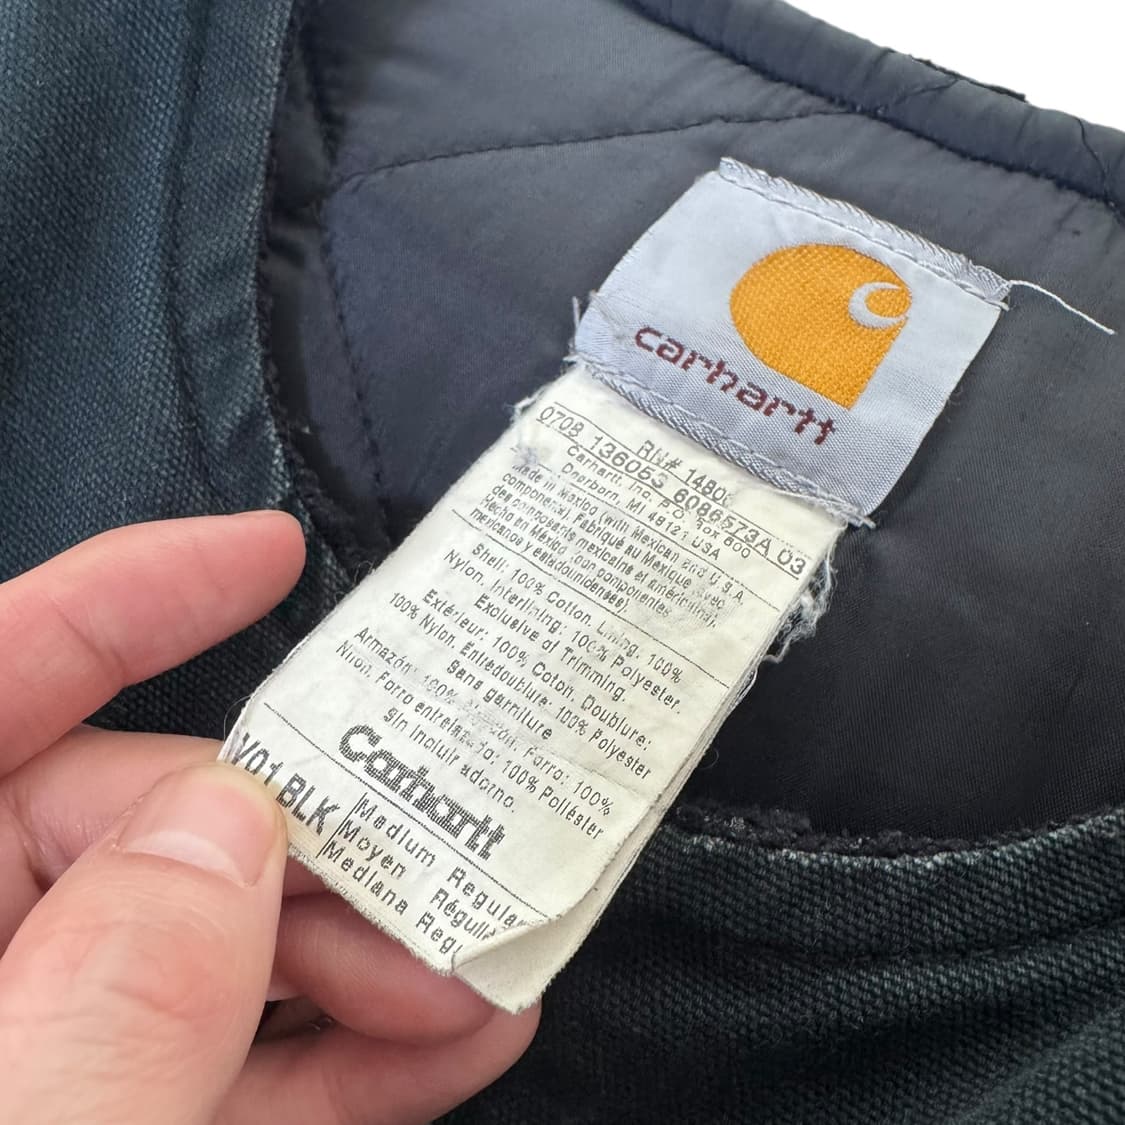 carhartt
RN# 14806
0708 136053 6086573A 03
Carhartt, Inc. P.O. Box 600
Dearborn, MI 48121 USA
Made in Mexico (with Mexican and U.S.A.
components). Fabriqué au Mexique (avec
des composants mexicains et américains).
Hecho en México (con componentes
mexicanos y estadounidenses).
Shell: 100% Cotton. Lining: 100%
Nylon. Interlining: 100% Polyester.
Exclusive of Trimming.
Extérieur: 100% Coton. Doublure:
100% Nylon. Entredoublure: 100% Polyester
Sans garniture
Armazón: 100% Forro: 100%
Nilon. Forro entrelazado: 100% Poliéster
sin incluir adorno.
Carhartt
V01 BLK
Medium Regular
Moyen Régulie
Mediana Regu